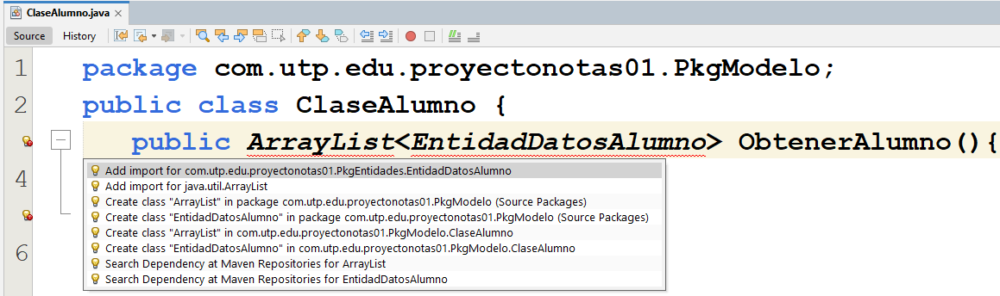 ClaseAlumno.java
Source History
1 package com.utp.edu.proyectonotas01.PkgModelo;
2 public class ClaseAlumno {
public ArrayList<EntidadDatosAlumno> ObtenerAlumno(){
Add import for com.utp.edu.proyectonotas01.PkgEntidades.EntidadDatosAlumno
Add import for java.util.ArrayList
4
Create class "ArrayList" in package com.utp.edu.proyectonotas01.PkgModelo (Source Packages)
Create class "EntidadDatosAlumno" in package com.utp.edu.proyectonotas01.PkgModelo (Source Packages)
Create class "ArrayList" in com.utp.edu.proyectonotas01.PkgModelo.ClaseAlumno
Create class "EntidadDatosAlumno" in com.utp.edu.proyectonotas01.PkgModelo.ClaseAlumno
6
Search Dependency at Maven Repositories for ArrayList
Search Dependency at Maven Repositories for EntidadDatosAlumno